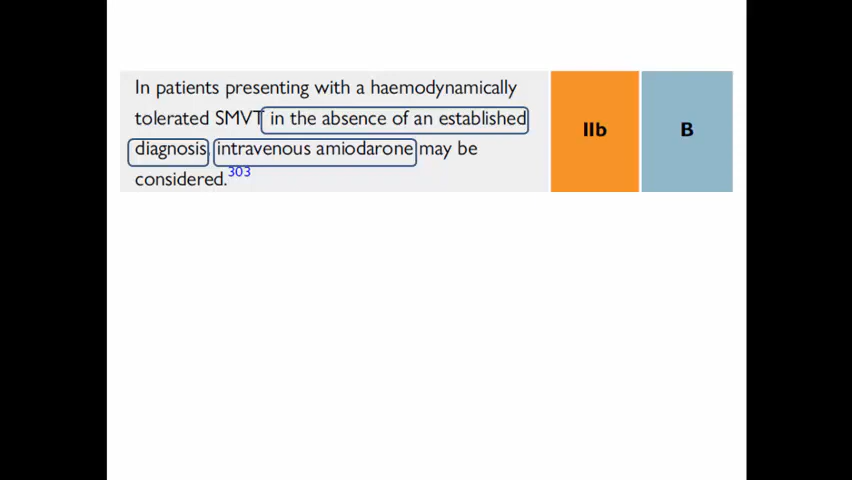 In patients presenting with a haemodynamically
tolerated SMVT in the absence of an established
diagnosis, intravenous amiodarone may be
considered.303
IIb
B